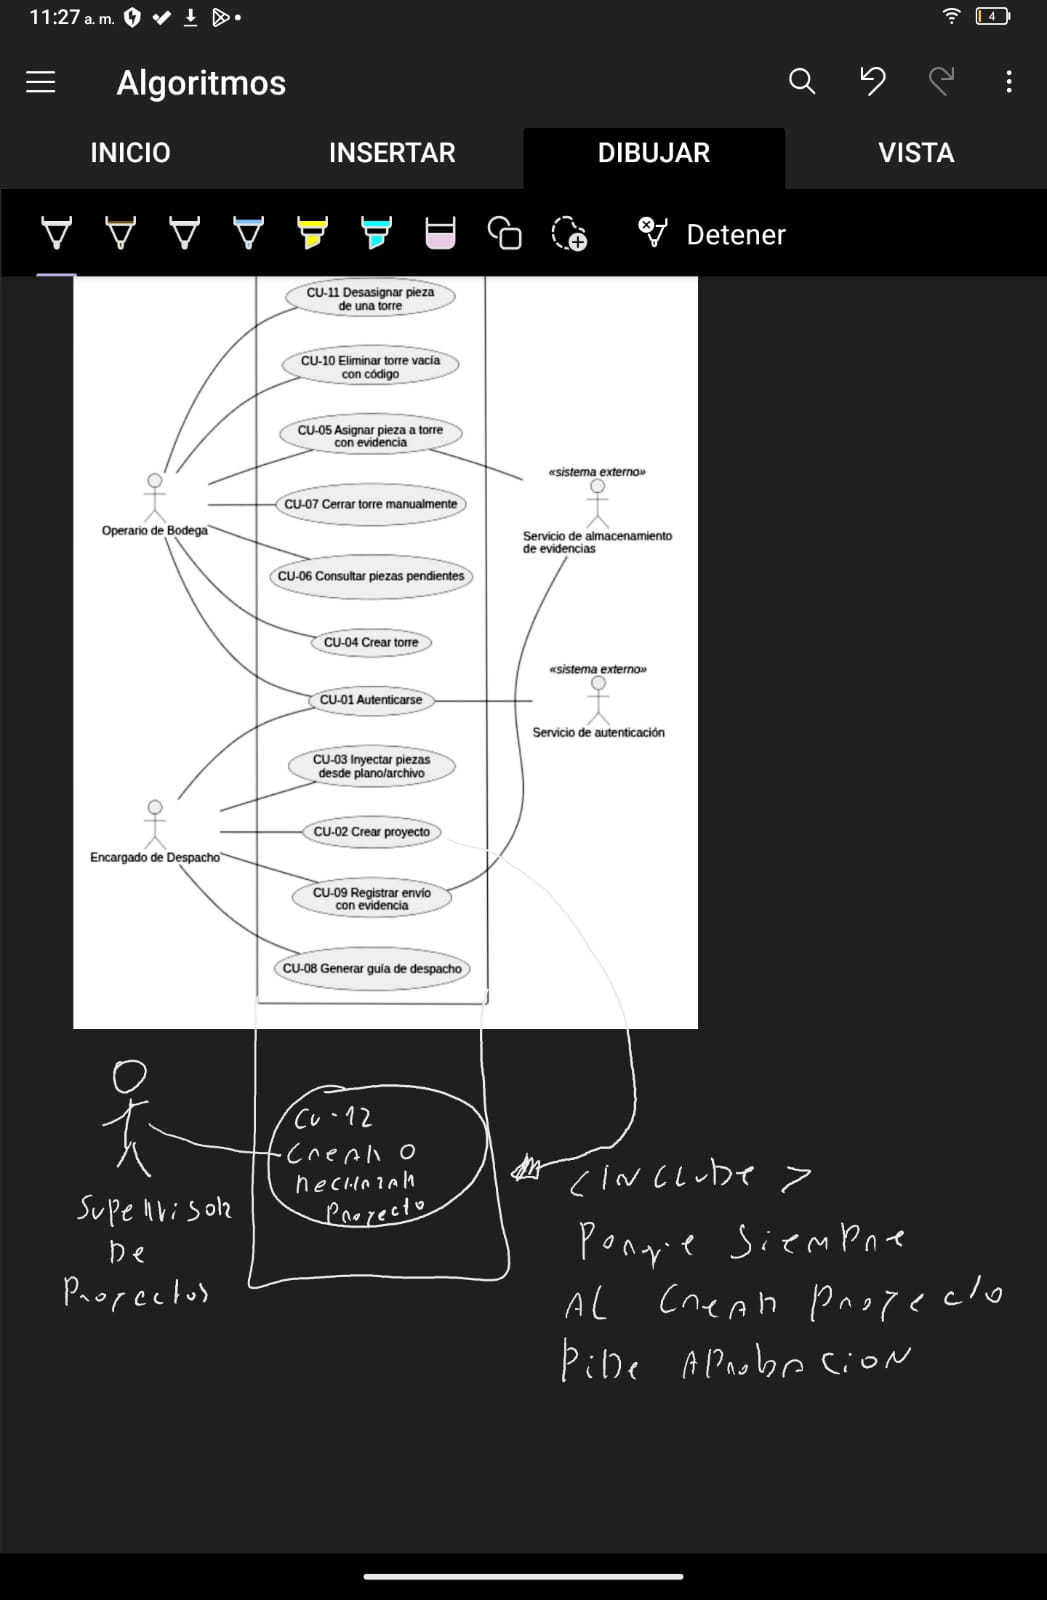 11:27 a. m.
4
Algoritmos
INICIO
INSERTAR
DIBUJAR
VISTA
Detener
CU-11 Desasignar pieza
de una torre
CU-10 Eliminar torre vacía
con código
CU-05 Asignar pieza a torre
con evidencia
«sistema externo»
CU-07 Cerrar torre manualmente
Operario de Bodega
Servicio de almacenamiento
de evidencias
CU-06 Consultar piezas pendientes
CU-04 Crear torre
«sistema externo»
CU-01 Autenticarse
Servicio de autenticación
CU-03 Inyectar piezas
desde plano/archivo
CU-02 Crear proyecto
Encargado de Despacho
CU-09 Registrar envío
con evidencia
CU-08 Generar guía de despacho
CU-12
Crear o
rechazar
Proyecto
Supervisor
De
Proyectos
<INCLUDE>
Porque Siempre
AL Crear Proyecto
Pide AProbacion